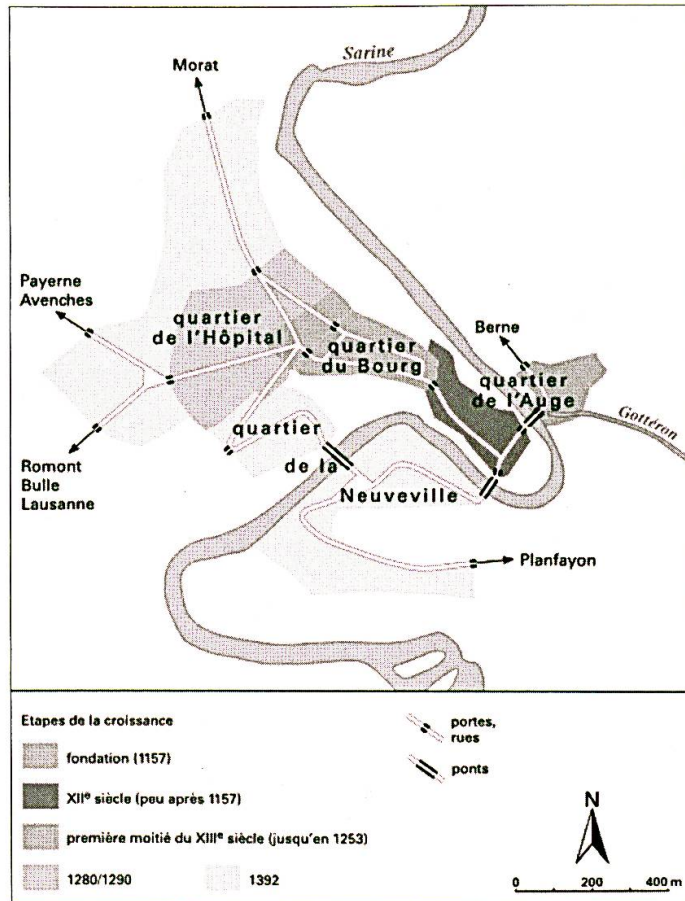 Sarine
Morat
Payerne
Avenches
quartier
de l'Hôpital
quartier
du Bourg
Berne
quartier
de l'Auge
Gottéron
quartier
de la
Neuveville
Romont
Bulle
Lausanne
Planfayon
Etapes de la croissance
fondation (1157)
XIIe siècle (peu après 1157)
première moitié du XIIIe siècle (jusqu'en 1253)
1280/1290
1392
portes,
rues
ponts
N
0 200 400 m